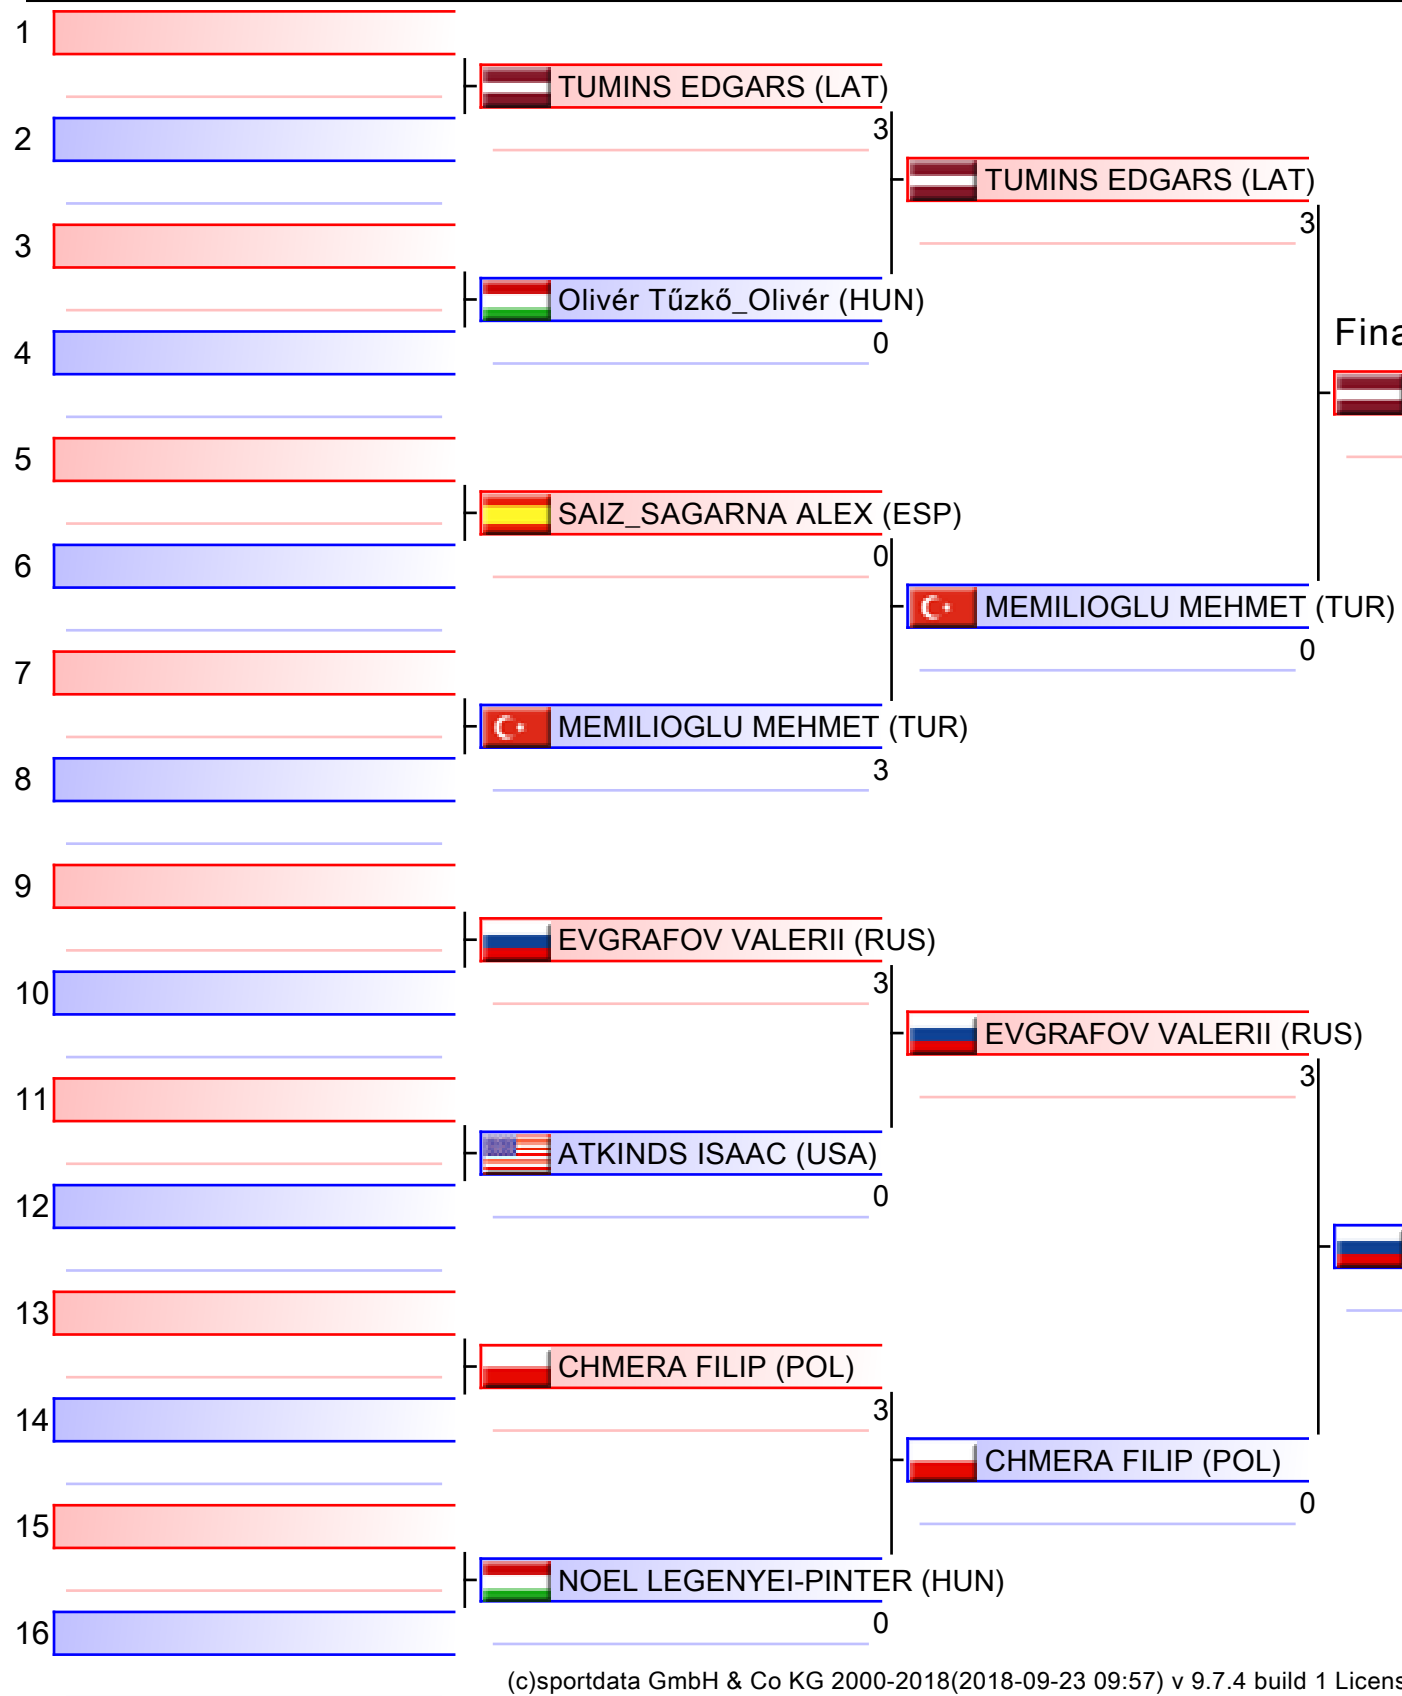 1
TUMINS EDGARS (LAT)
3
2
TUMINS EDGARS (LAT)
3
3
Olivér Tűzkő_Olivér (HUN)
0
4
Fina
5
SAIZ_SAGARNA ALEX (ESP)
0
6
MEMILIOGLU MEHMET (TUR)
0
7
MEMILIOGLU MEHMET (TUR)
3
8
9
EVGRAFOV VALERII (RUS)
3
10
EVGRAFOV VALERII (RUS)
3
11
ATKINDS ISAAC (USA)
0
12
13
CHMERA FILIP (POL)
3
14
CHMERA FILIP (POL)
0
15
NOEL LEGENYEI-PINTER (HUN)
0
16
(c)sportdata GmbH & Co KG 2000-2018(2018-09-23 09:57) v 9.7.4 build 1 Licens